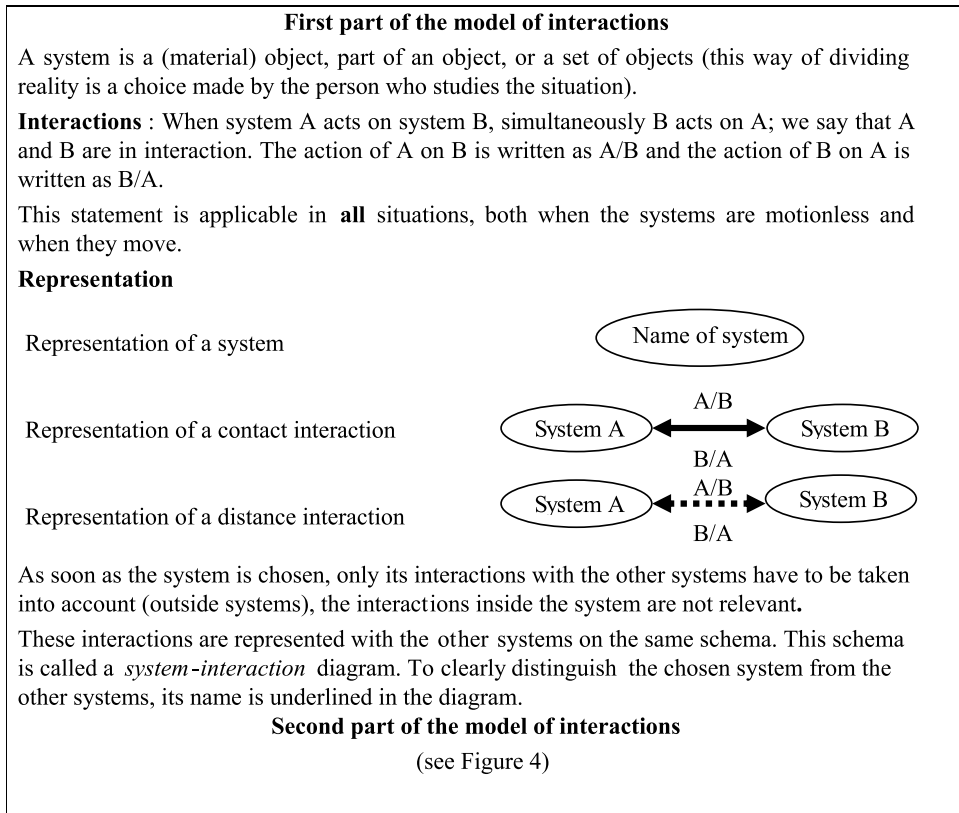 First part of the model of interactions
A system is a (material) object, part of an object, or a set of objects (this way of dividing
reality is a choice made by the person who studies the situation).
Interactions : When system A acts on system B, simultaneously B acts on A; we say that A
and B are in interaction. The action of A on B is written as A/B and the action of B on A is
written as B/A.
This statement is applicable in all situations, both when the systems are motionless and
when they move.
Representation
Representation of a system
Name of system
Representation of a contact interaction
System A
A/B
B/A
System B
Representation of a distance interaction
System A
A/B
B/A
System B
As soon as the system is chosen, only its interactions with the other systems have to be taken
into account (outside systems), the interactions inside the system are not relevant.
These interactions are represented with the other systems on the same schema. This schema
is called a system-interaction diagram. To clearly distinguish the chosen system from the
other systems, its name is underlined in the diagram.
Second part of the model of interactions
(see Figure 4)